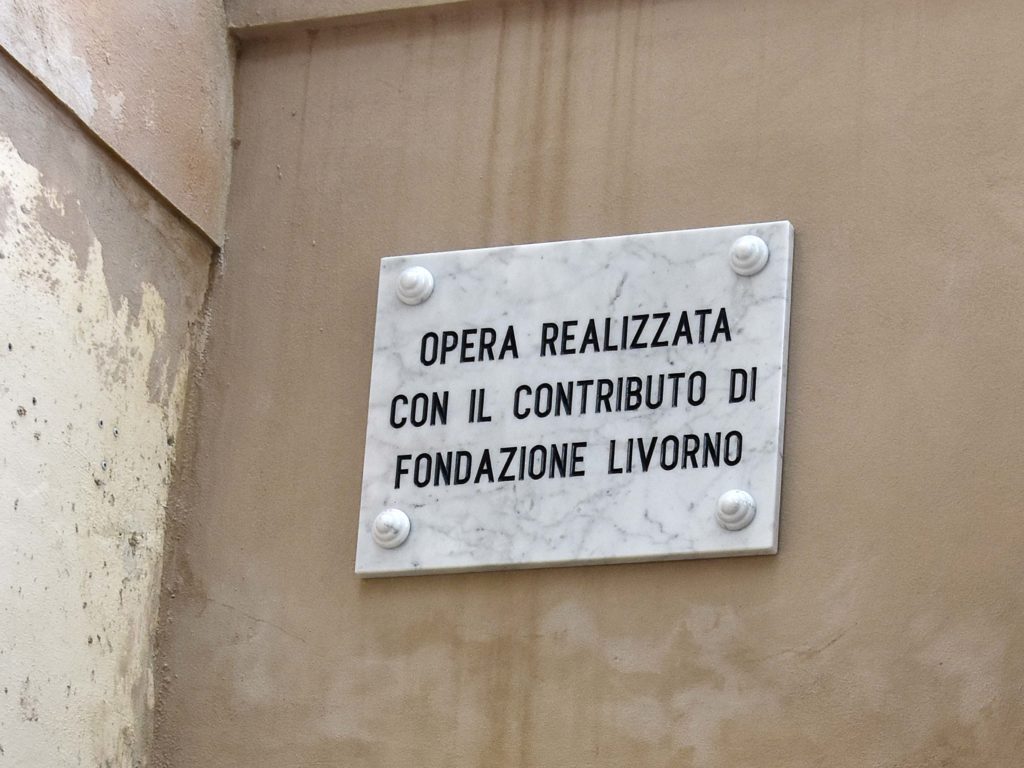 OPERA REALIZZATA
CON IL CONTRIBUTO DI
FONDAZIONE LIVORNO